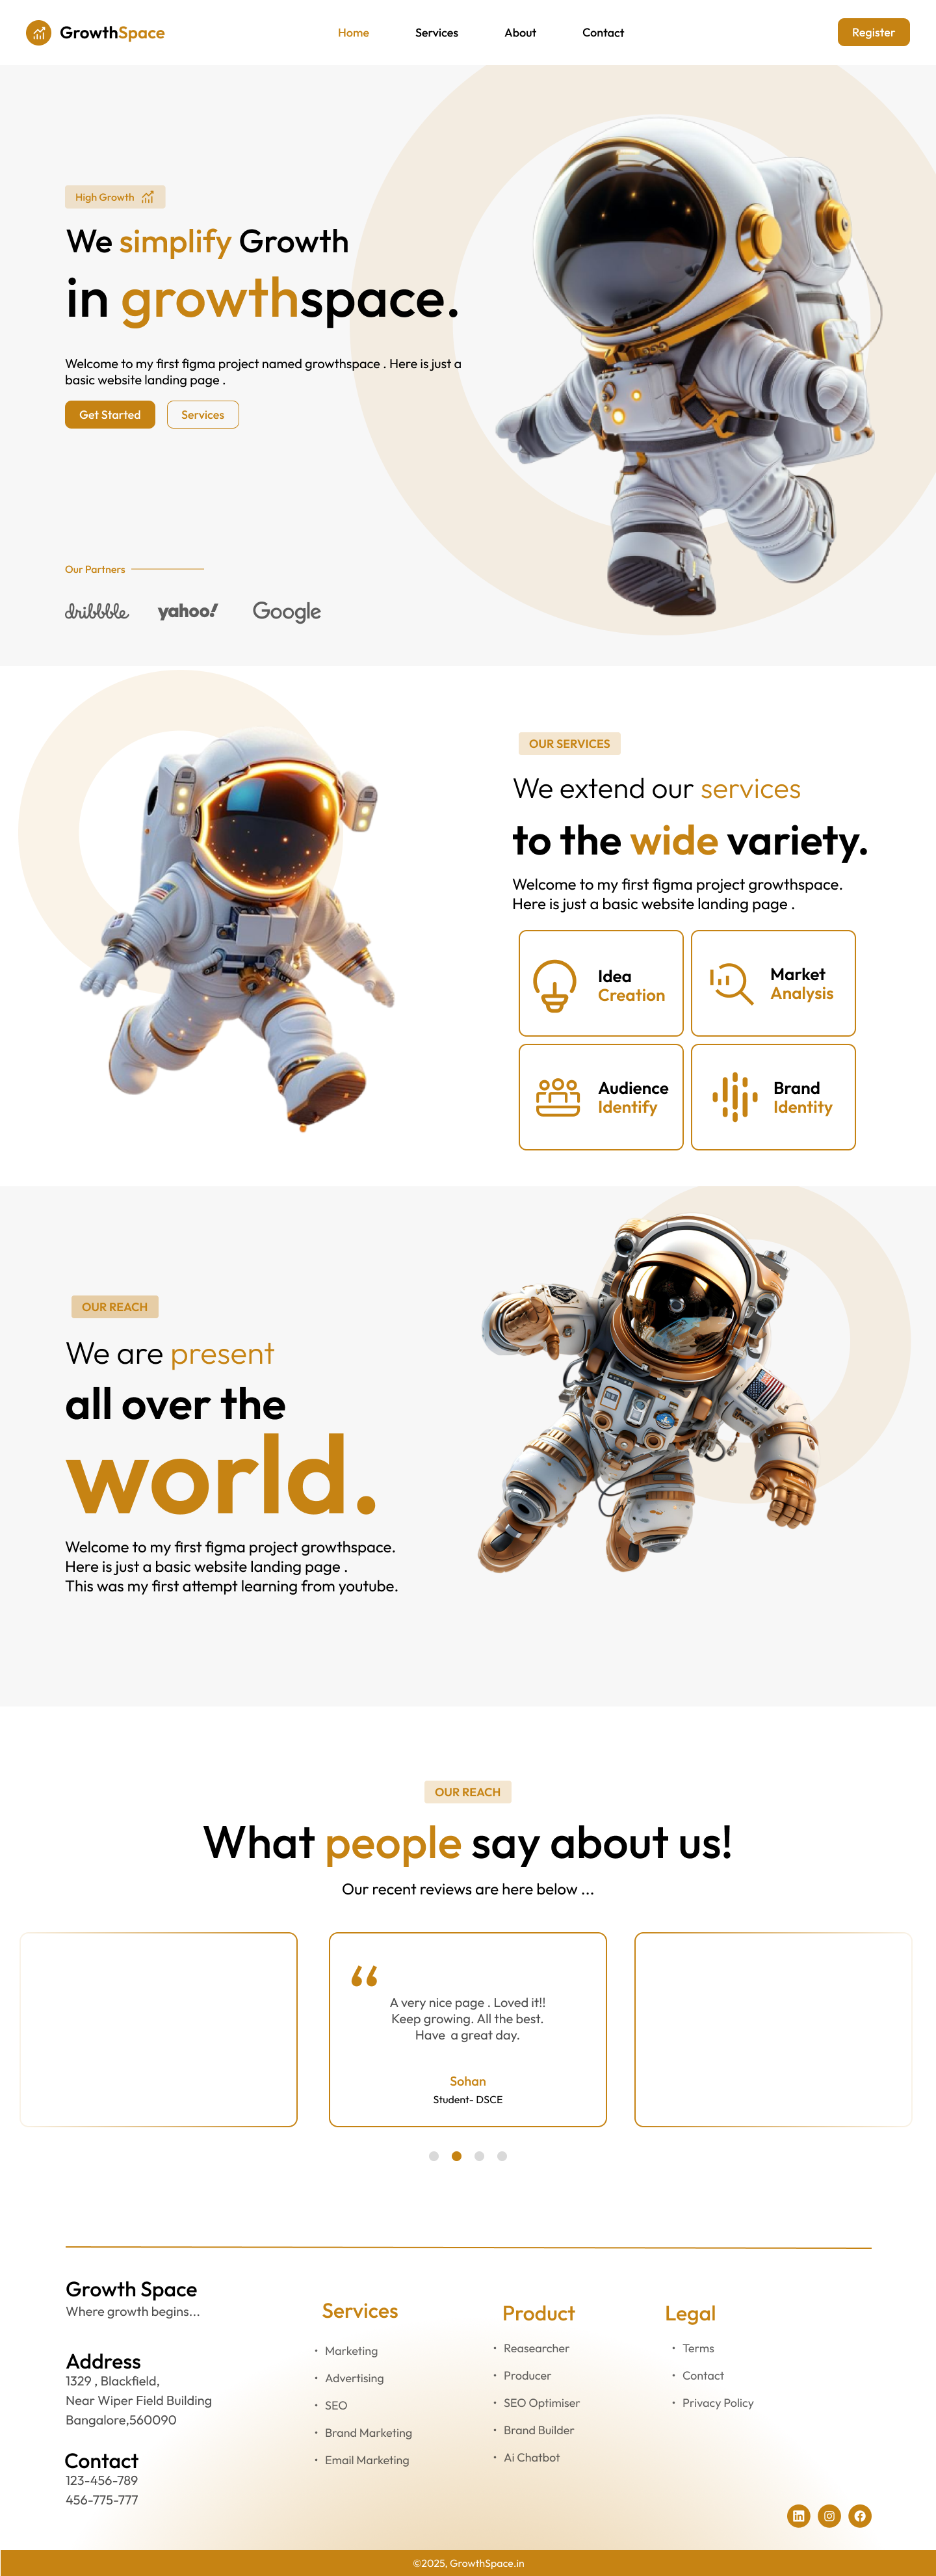 GrowthSpace
Home
Services
About
Contact
Register
High Growth
We simplify Growth
in growthspace.
Welcome to my first figma project named growthspace . Here is just a
basic website landing page .
Get Started
Services
Our Partners
dribbble
yahoo!
Google
OUR SERVICES
We extend our services
to the wide variety.
Welcome to my first figma project growthspace.
Here is just a basic website landing page .
Idea
Creation
Market
Analysis
Audience
Identify
Brand
Identity
OUR REACH
We are present
all over the
world.
Welcome to my first figma project growthspace.
Here is just a basic website landing page .
This was my first attempt learning from youtube.
OUR REACH
What people say about us!
Our recent reviews are here below ...
“
A very nice page . Loved it!!
Keep growing. All the best.
Have  a great day.
Sohan
Student- DSCE
Growth Space
Where growth begins...
Address
1329 , Blackfield,
Near Wiper Field Building
Bangalore,560090
Contact
123-456-789
456-775-777
Services
• Marketing
• Advertising
• SEO
• Brand Marketing
• Email Marketing
Product
• Reasearcher
• Producer
• SEO Optimiser
• Brand Builder
• Ai Chatbot
Legal
• Terms
• Contact
• Privacy Policy
©2025, GrowthSpace.in